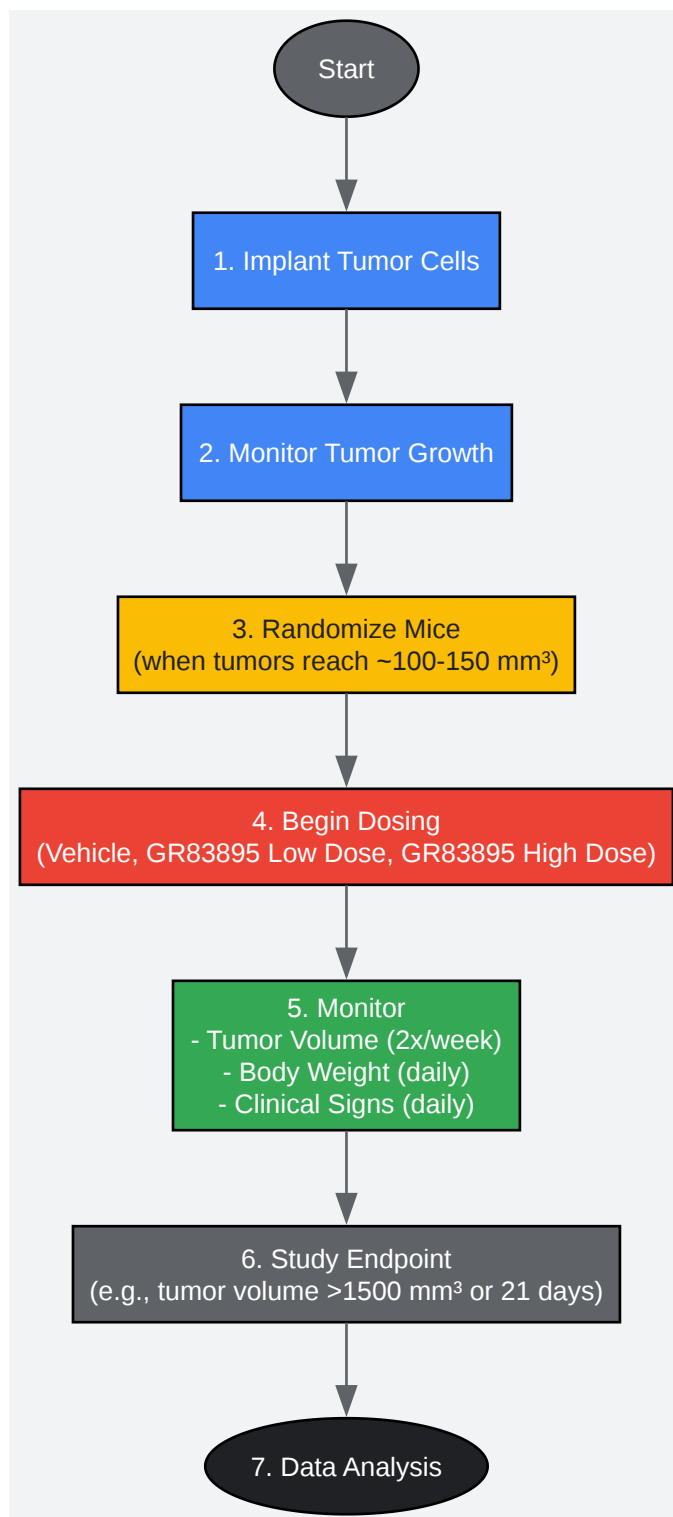 Start
1. Implant Tumor Cells
2. Monitor Tumor Growth
3. Randomize Mice
(when tumors reach ~100-150 mm³)
4. Begin Dosing
(Vehicle, GR83895 Low Dose, GR83895 High Dose)
5. Monitor
- Tumor Volume (2x/week)
- Body Weight (daily)
- Clinical Signs (daily)
6. Study Endpoint
(e.g., tumor volume >1500 mm³ or 21 days)
7. Data Analysis